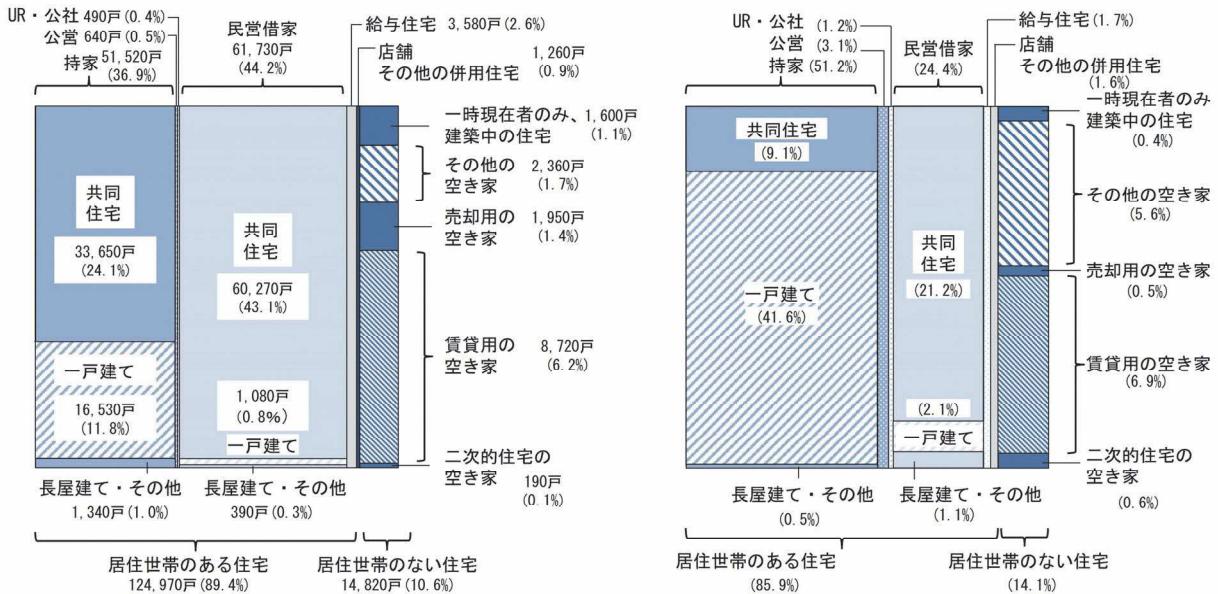 UR・公社 490戸(0.4%)
公営 640戸(0.5%)
持家 51,520戸
(36.9%)
民営借家
61,730戸
(44.2%)
給与住宅 3,580戸(2.6%)
店舗 1,260戸
その他の併用住宅 (0.9%)
一時現在者のみ、1,600戸
建築中の住宅 (1.1%)
その他の 2,360戸
空き家 (1.7%)
売却用の 1,950戸
空き家 (1.4%)
賃貸用の 8,720戸
空き家 (6.2%)
二次的住宅の
空き家 190戸
(0.1%)
共同
住宅
33,650戸
(24.1%)
一戸建て
16,530戸
(11.8%)
共同
住宅
60,270戸
(43.1%)
1,080戸
(0.8%)
一戸建て
長屋建て・その他
1,340戸(1.0%)
長屋建て・その他
390戸(0.3%)
居住世帯のある住宅
124,970戸(89.4%)
居住世帯のない住宅
14,820戸(10.6%)
UR・公社 (1.2%)
公営 (3.1%)
持家(51.2%)
民営借家
(24.4%)
給与住宅(1.7%)
店舗
その他の併用住宅
(1.6%)
一時現在者のみ
建築中の住宅
(0.4%)
その他の空き家
(5.6%)
売却用の空き家
(0.5%)
賃貸用の空き家
(6.9%)
二次的住宅の
空き家
(0.6%)
共同住宅
(9.1%)
一戸建て
(41.6%)
共同
住宅
(21.2%)
(2.1%)
一戸建て
長屋建て・その他
(0.5%)
長屋建て・その他
(1.1%)
居住世帯のある住宅
(85.9%)
居住世帯のない住宅
(14.1%)